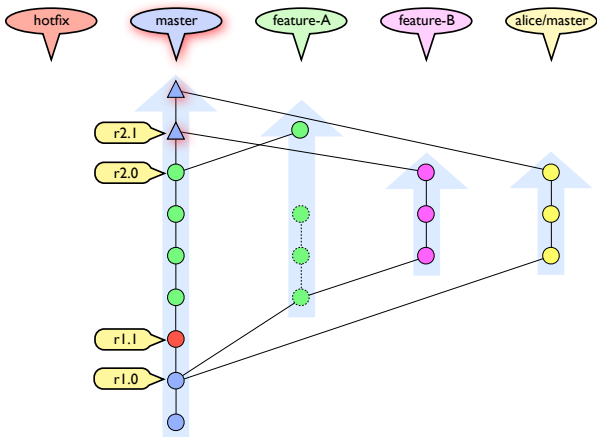 hotfix
master
feature-A
feature-B
alice/master
r2.1
r2.0
r1.1
r1.0